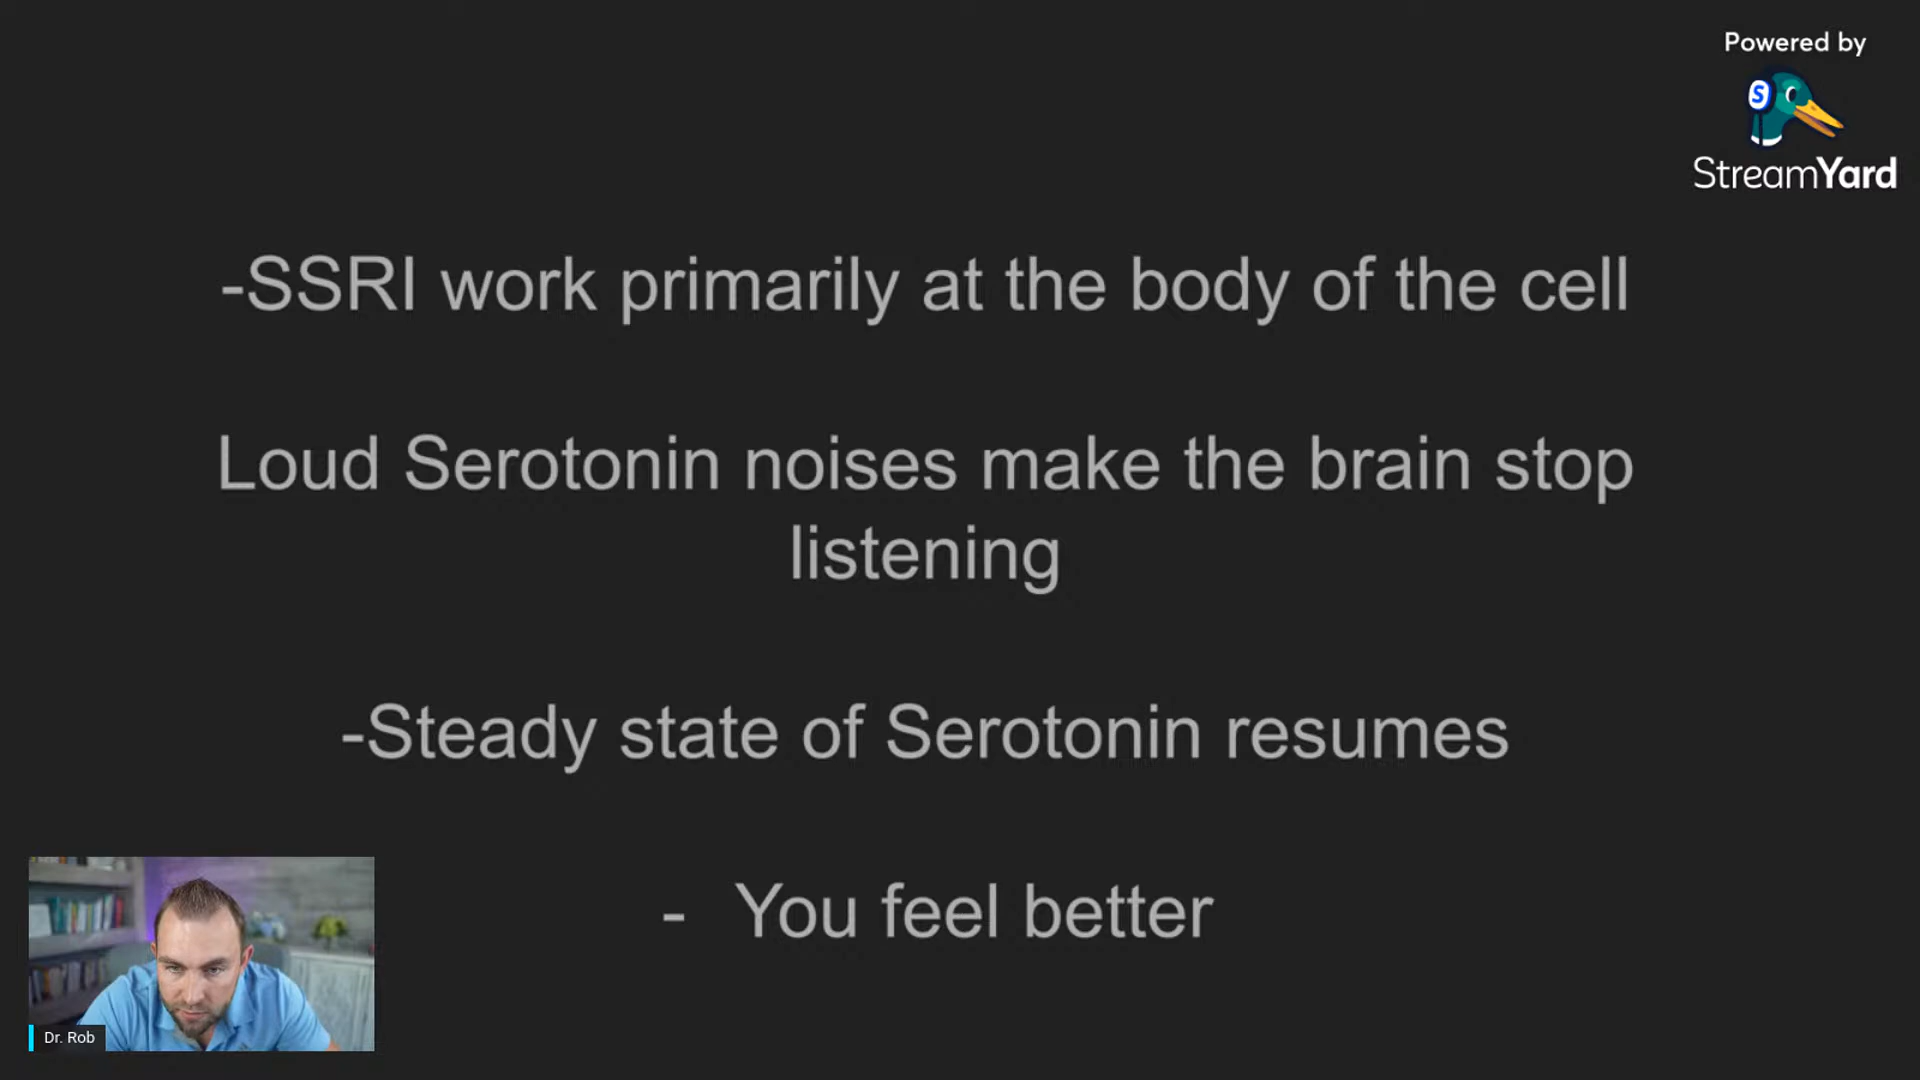 Powered by
S
StreamYard
-SSRI work primarily at the body of the cell
Loud Serotonin noises make the brain stop
listening
-Steady state of Serotonin resumes
- You feel better
Dr. Rob